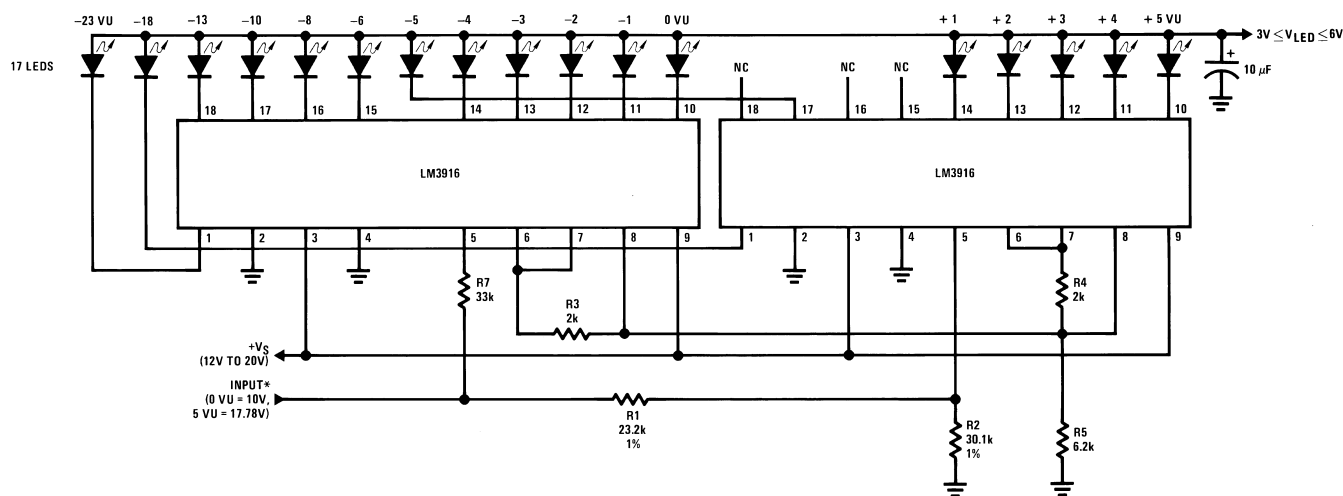 –23 VU –18 –13 –10 –8 –6 –5 –4 –3 –2 –1 0 VU + 1 + 2 + 3 + 4 + 5 VU
3V ≤ VLED ≤ 6V
17 LEDS
+
10 µF
NC NC NC
18 17 16 15 14 13 12 11 10 18 17 16 15 14 13 12 11 10
LM3916 LM3916
1 2 3 4 5 6 7 8 9 1 2 3 4 5 6 7 8 9
R7
33k
R4
2k
R3
2k
+VS
(12V TO 20V)
INPUT*
(0 VU = 10V,
5 VU = 17.78V)
R1
23.2k
1%
R2
30.1k
1%
R5
6.2k